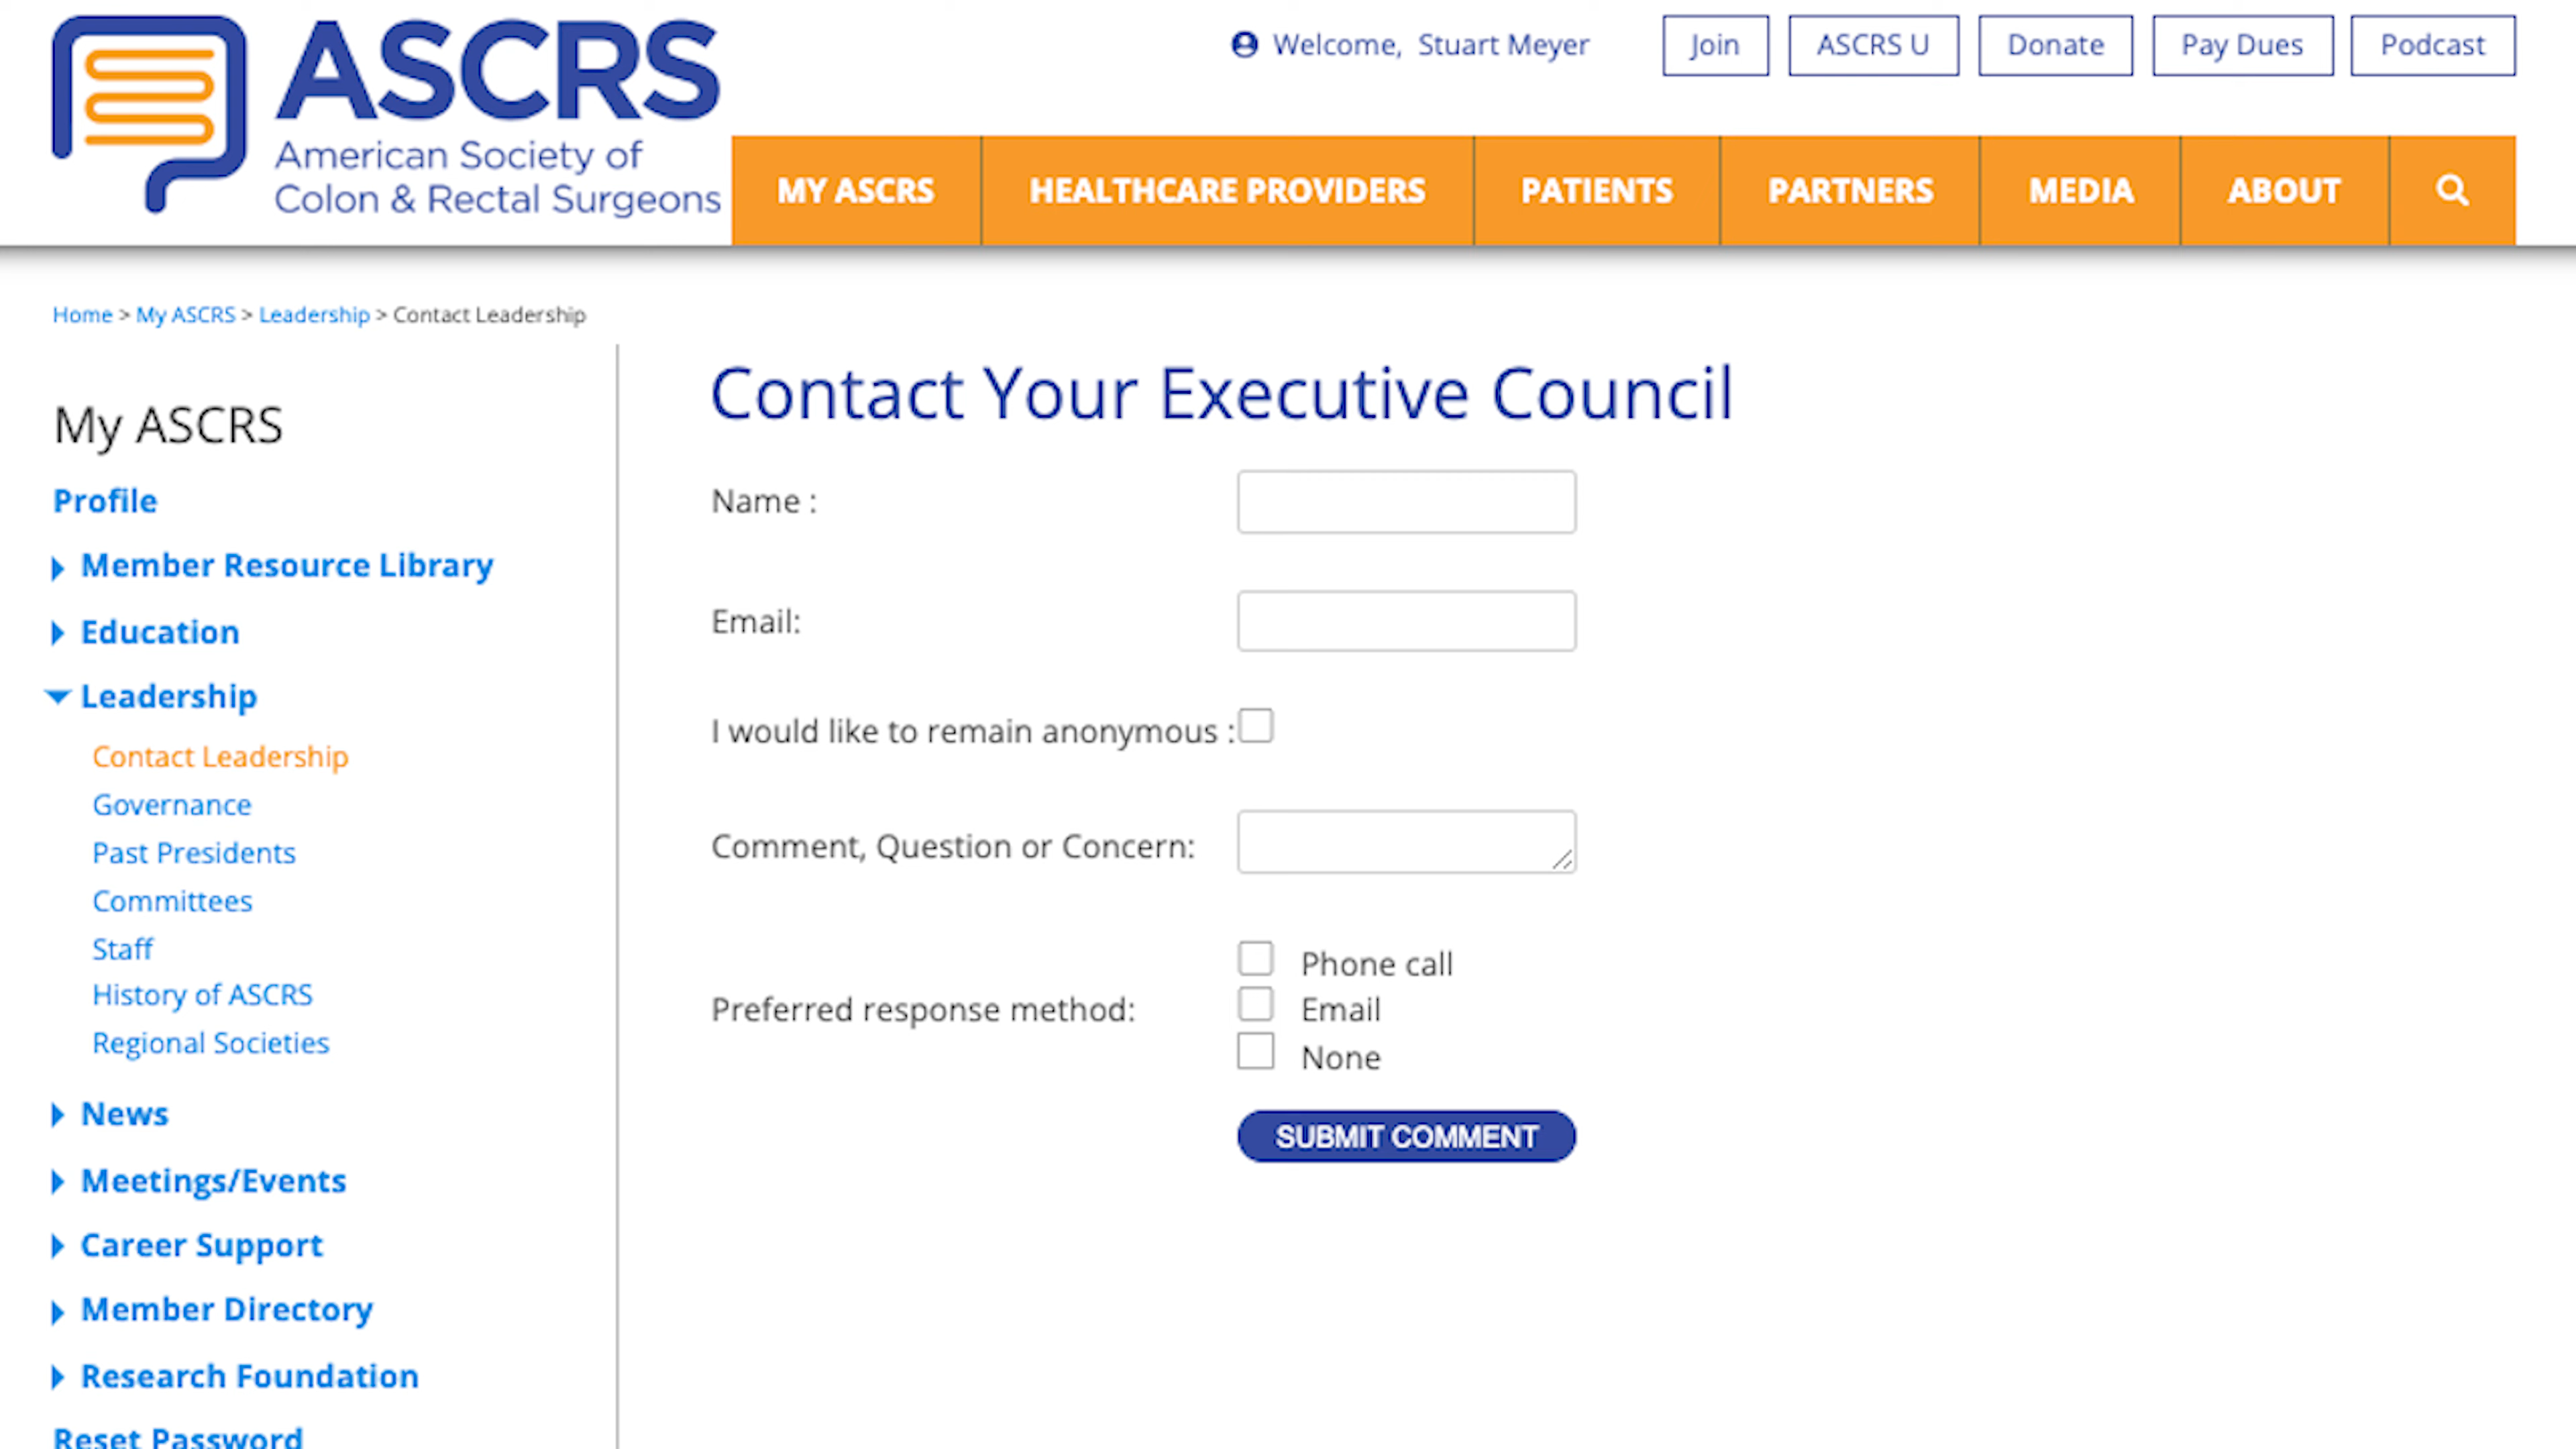 ASCRS
American Society of
Colon & Rectal Surgeons
Welcome, Stuart Meyer
Join
ASCRS U
Donate
Pay Dues
Podcast
MY ASCRS
HEALTHCARE PROVIDERS
PATIENTS
PARTNERS
MEDIA
ABOUT
Home > My ASCRS > Leadership > Contact Leadership
My ASCRS
Profile
Member Resource Library
Education
Leadership
Contact Leadership
Governance
Past Presidents
Committees
Staff
History of ASCRS
Regional Societies
News
Meetings/Events
Career Support
Member Directory
Research Foundation
Reset Password
Contact Your Executive Council
Name :
Email:
I would like to remain anonymous :
Comment, Question or Concern:
Preferred response method:
Phone call
Email
None
SUBMIT COMMENT